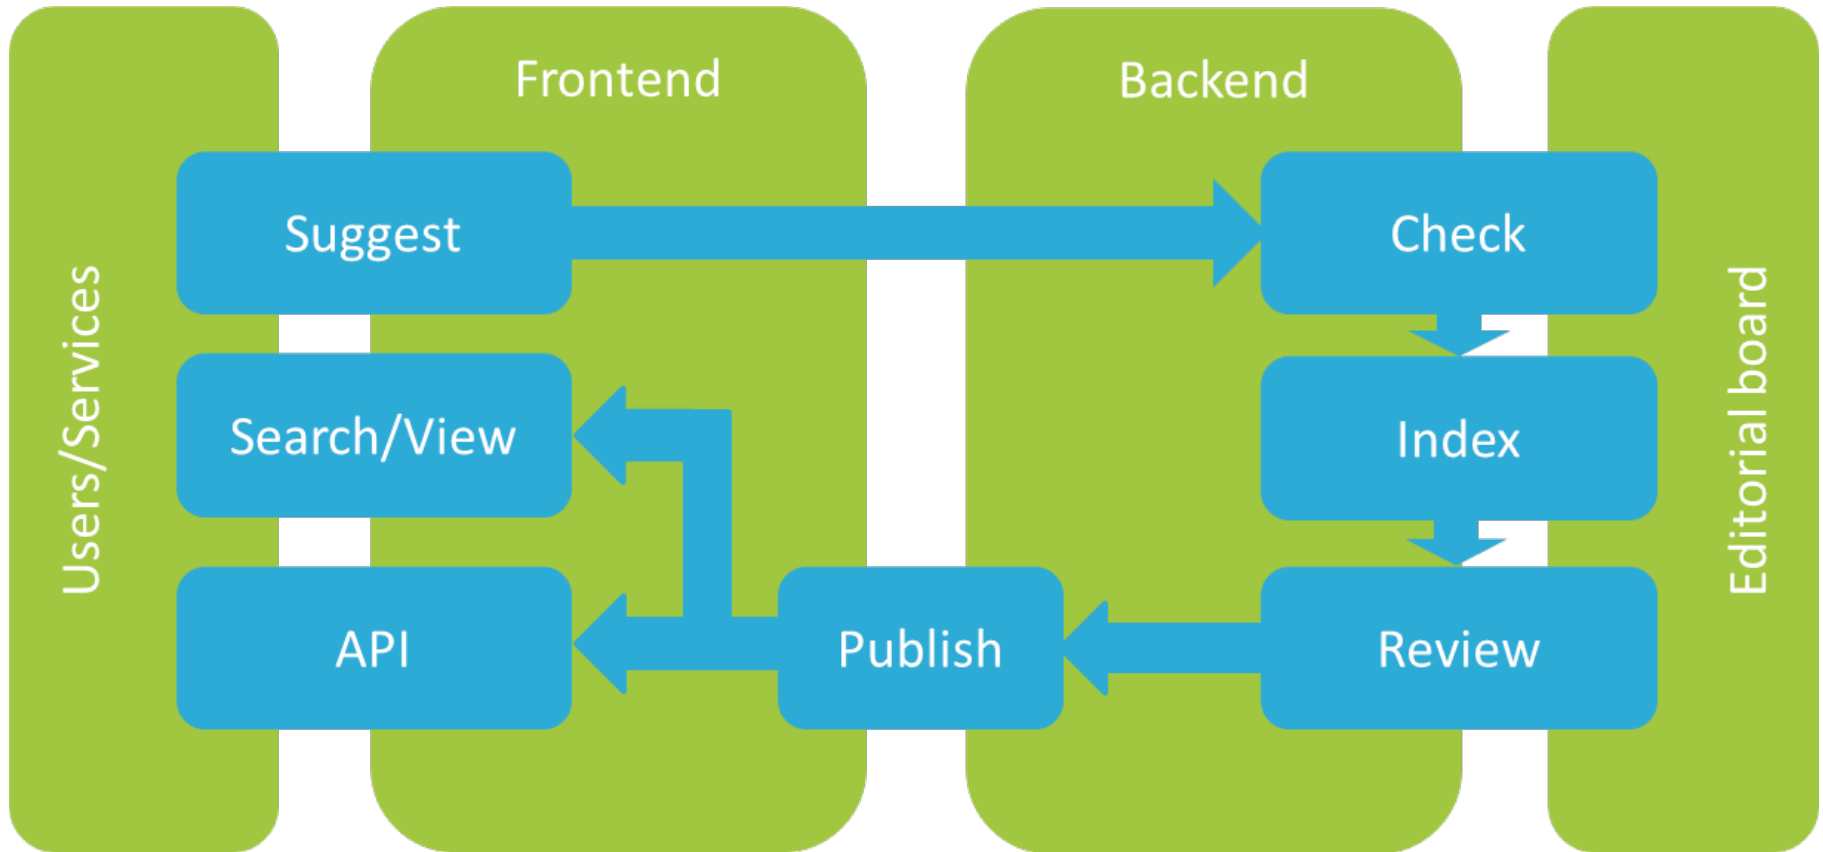 Frontend
Backend
Users/Services
Suggest
Check
Search/View
Index
Editorial board
API
Publish
Review